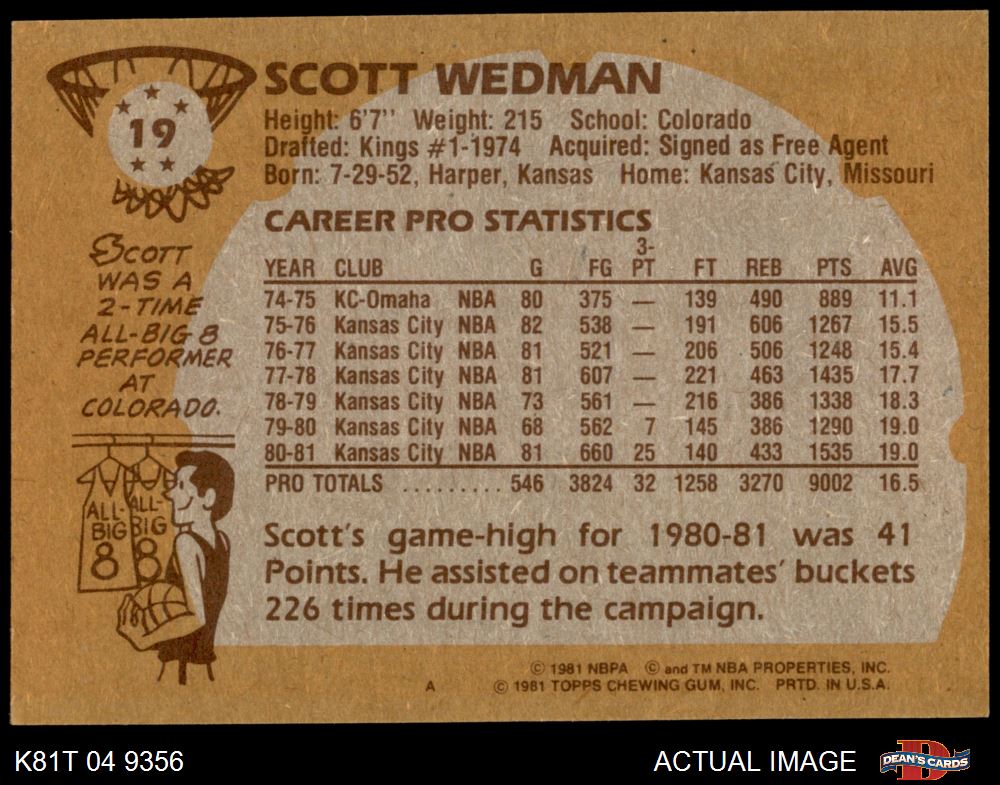 19
SCOTT WEDMAN
Height: 6'7" Weight: 215 School: Colorado
Drafted: Kings #1-1974 Acquired: Signed as Free Agent
Born: 7-29-52, Harper, Kansas Home: Kansas City, Missouri
CAREER PRO STATISTICS
YEAR CLUB G FG 3-PT FT REB PTS AVG
74-75 KC-Omaha NBA 80 375 — 139 490 889 11.1
75-76 Kansas City NBA 82 538 — 191 606 1267 15.5
76-77 Kansas City NBA 81 521 — 206 506 1248 15.4
77-78 Kansas City NBA 81 607 — 221 463 1435 17.7
78-79 Kansas City NBA 73 561 — 216 386 1338 18.3
79-80 Kansas City NBA 68 562 7 145 386 1290 19.0
80-81 Kansas City NBA 81 660 25 140 433 1535 19.0
PRO TOTALS ......... 546 3824 32 1258 3270 9002 16.5
Scott's game-high for 1980-81 was 41
Points. He assisted on teammates' buckets
226 times during the campaign.
SCOTT
WAS A
2-TIME
ALL-BIG 8
PERFORMER
AT
COLORADO.
ALL-
BIG
8
ALL-
BIG
8
© 1981 NBPA © and TM NBA PROPERTIES, INC.
A © 1981 TOPPS CHEWING GUM, INC. PRTD. IN U.S.A.
K81T 04 9356
ACTUAL IMAGE
D
DEAN'S CARDS